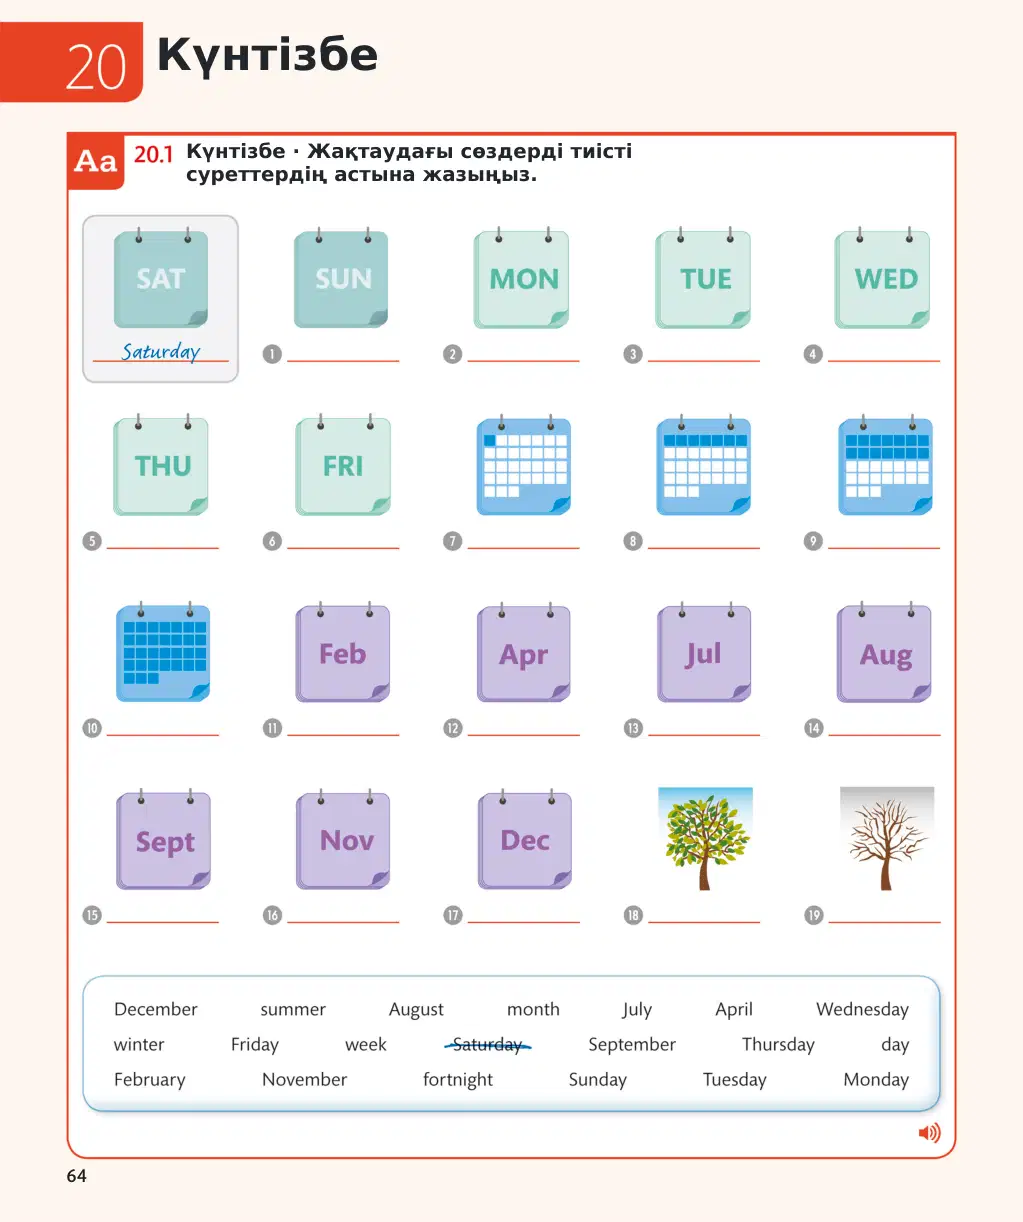 20 Күнтізбе
Aa 20.1 Күнтізбе · Жақтаудағы сөздерді тиісті
суреттердің астына жазыңыз.
SAT SUN MON TUE WED
Saturday 1 2 3 4
THU FRI
5 6 7 8 9
Feb Apr Jul Aug
10 11 12 13 14
Sept Nov Dec
15 16 17 18 19
December summer August month July April Wednesday
winter Friday week Saturday September Thursday day
February November fortnight Sunday Tuesday Monday
64